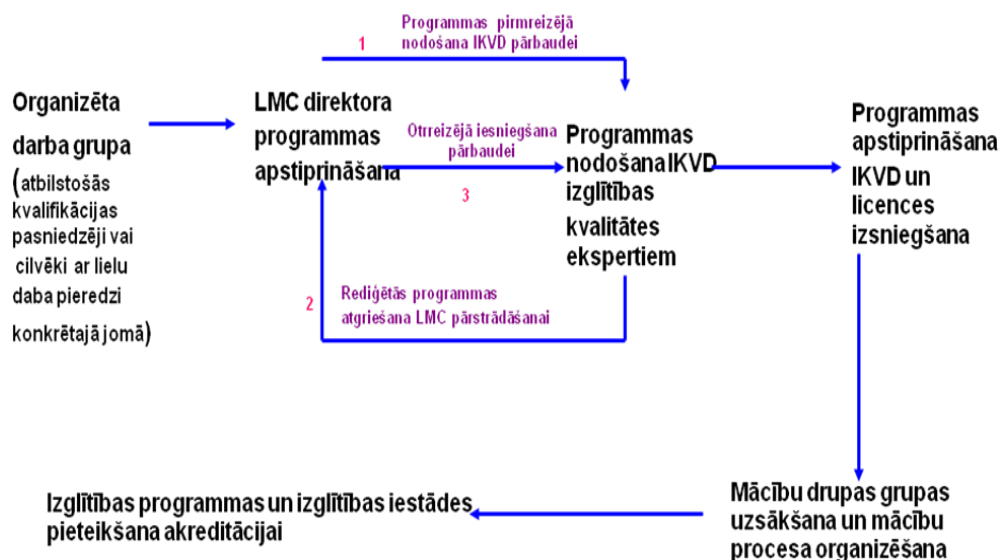 Programmas pirmreizējā
nodošana IKVD pārbaudei
1
Organizēta
darba grupa
(atbilstošās
kvalifikācijas
pasniedzēji vai
cilvēki ar lielu
daba pieredzi
konkrētajā jomā)
LMC direktora
programmas
apstiprināšana
Otrreizējā iesniegšana
pārbaudei
3
Programmas
nodošana IKVD
izglītības
kvalitātes
ekspertiem
Programmas
apstiprināšana
IKVD un
licences
izsniegšana
2
Rediģētās programmas
atgriešana LMC pārstrādāšanai
Mācību drupas grupas
uzsākšana un mācību
procesa organizēšana
Izglītības programmas un izglītības iestādes
pieteikšana akreditācijai